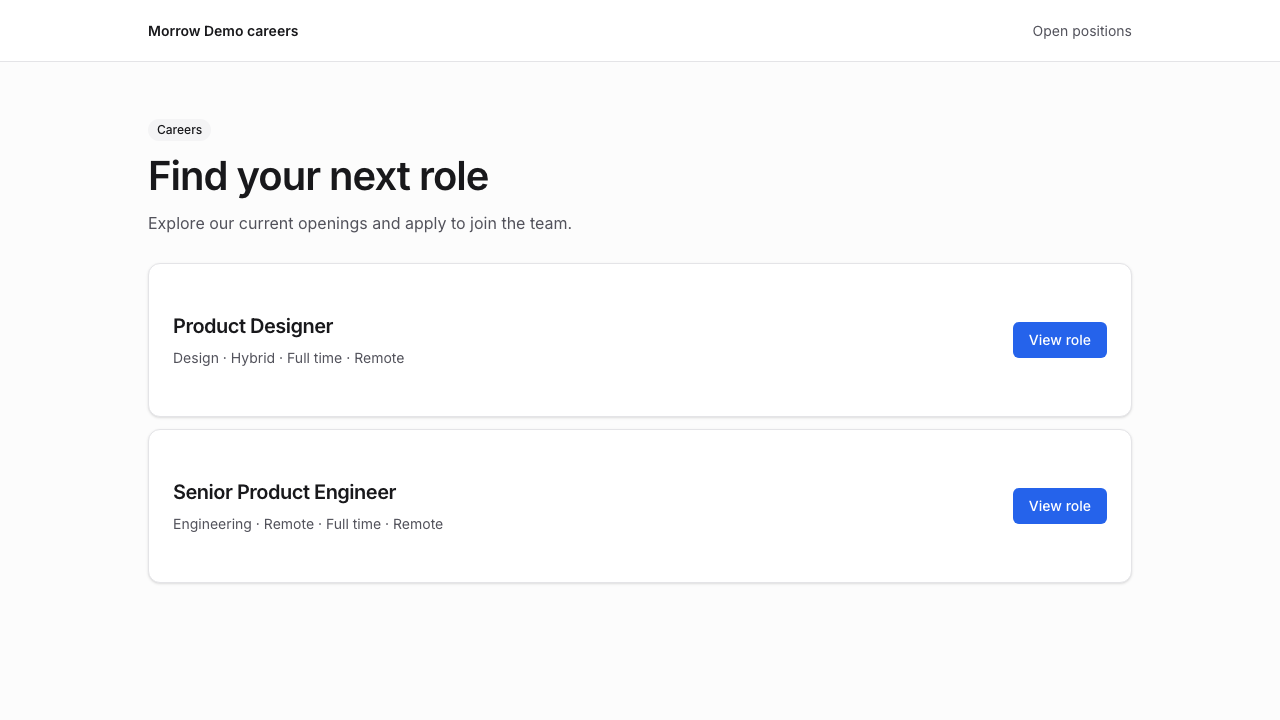 Morrow Demo careers
Open positions
Careers
Find your next role
Explore our current openings and apply to join the team.
Product Designer
Design · Hybrid · Full time · Remote
View role
Senior Product Engineer
Engineering · Remote · Full time · Remote
View role